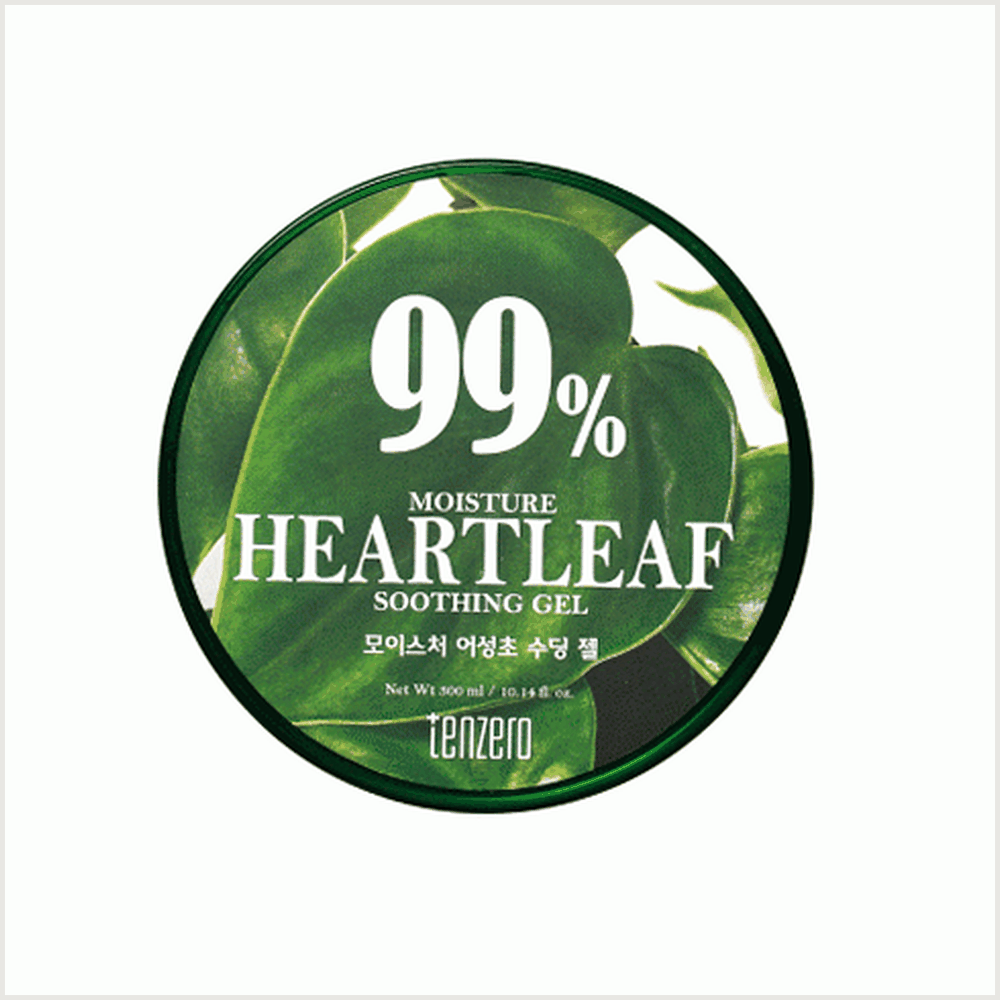 99%
MOISTURE
HEARTLEAF
SOOTHING GEL
모이스처 어성초 수딩 젤
Net Wt 300 ml / 10.14 fl. oz.
tenzero